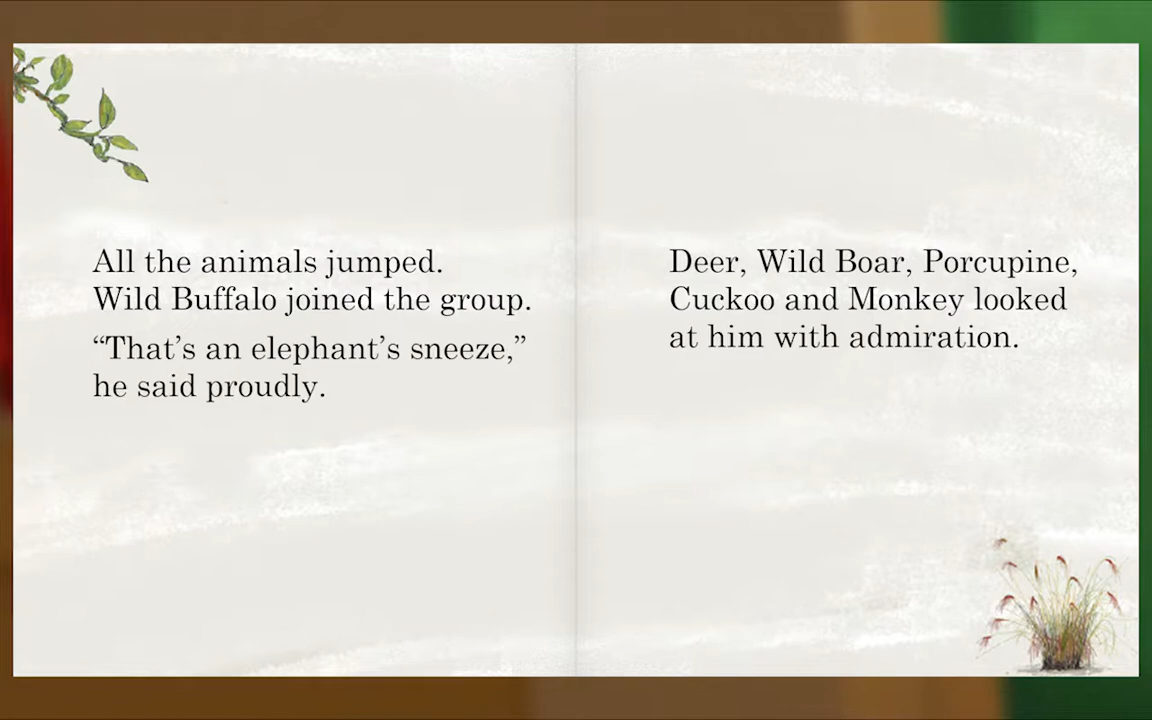 All the animals jumped.
Wild Buffalo joined the group.
“That’s an elephant’s sneeze,”
he said proudly.
Deer, Wild Boar, Porcupine,
Cuckoo and Monkey looked
at him with admiration.